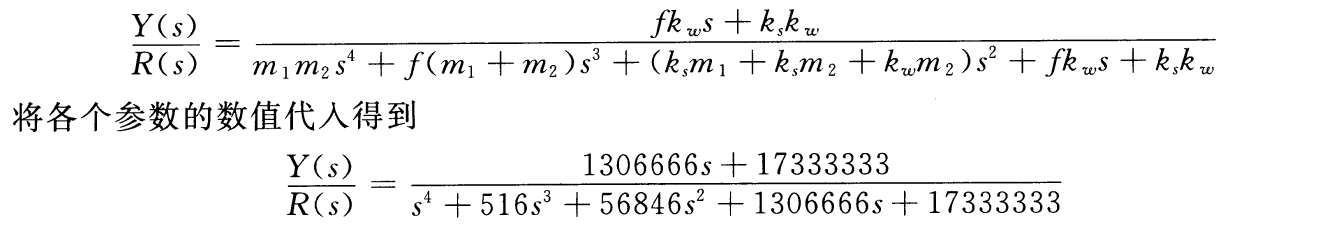 Y(s)/R(s) = (fk_w s + k_s k_w)/(m_1 m_2 s^4 + f(m_1 + m_2)s^3 + (k_s m_1 + k_s m_2 + k_w m_2)s^2 + fk_w s + k_s k_w)
将各个参数的数值代入得到
Y(s)/R(s) = (1306666s + 17333333)/(s^4 + 516s^3 + 56846s^2 + 1306666s + 17333333)